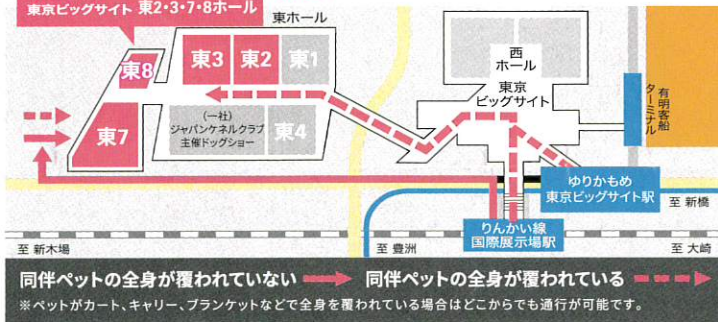 東京ビッグサイト 東2・3・7・8ホール
東ホール
東8
東3
東2
東1
東7
(一社)
ジャパンケネルクラブ
主催ドッグショー
東4
西
ホール
東京
ビッグサイト
有明客船
ターミナル
ゆりかもめ
東京ビッグサイト駅
至 新橋
りんかい線
国際展示場駅
至 新木場
至 豊洲
至 大崎
同伴ペットの全身が覆われていない
同伴ペットの全身が覆われている
※ペットがカート、キャリー、ブランケットなどで全身を覆われている場合はどこからでも通行が可能です。